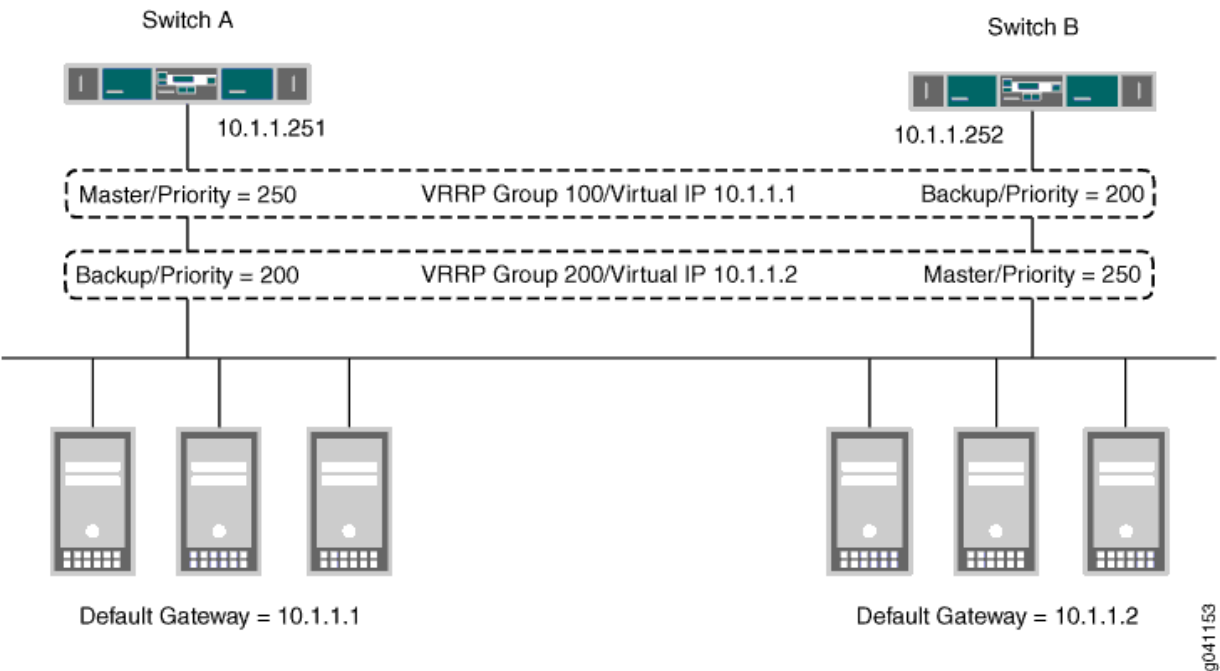 Switch A
Switch B
10.1.1.251
10.1.1.252
Master/Priority = 250 VRRP Group 100/Virtual IP 10.1.1.1 Backup/Priority = 200
Backup/Priority = 200 VRRP Group 200/Virtual IP 10.1.1.2 Master/Priority = 250
Default Gateway = 10.1.1.1
Default Gateway = 10.1.1.2
g041153